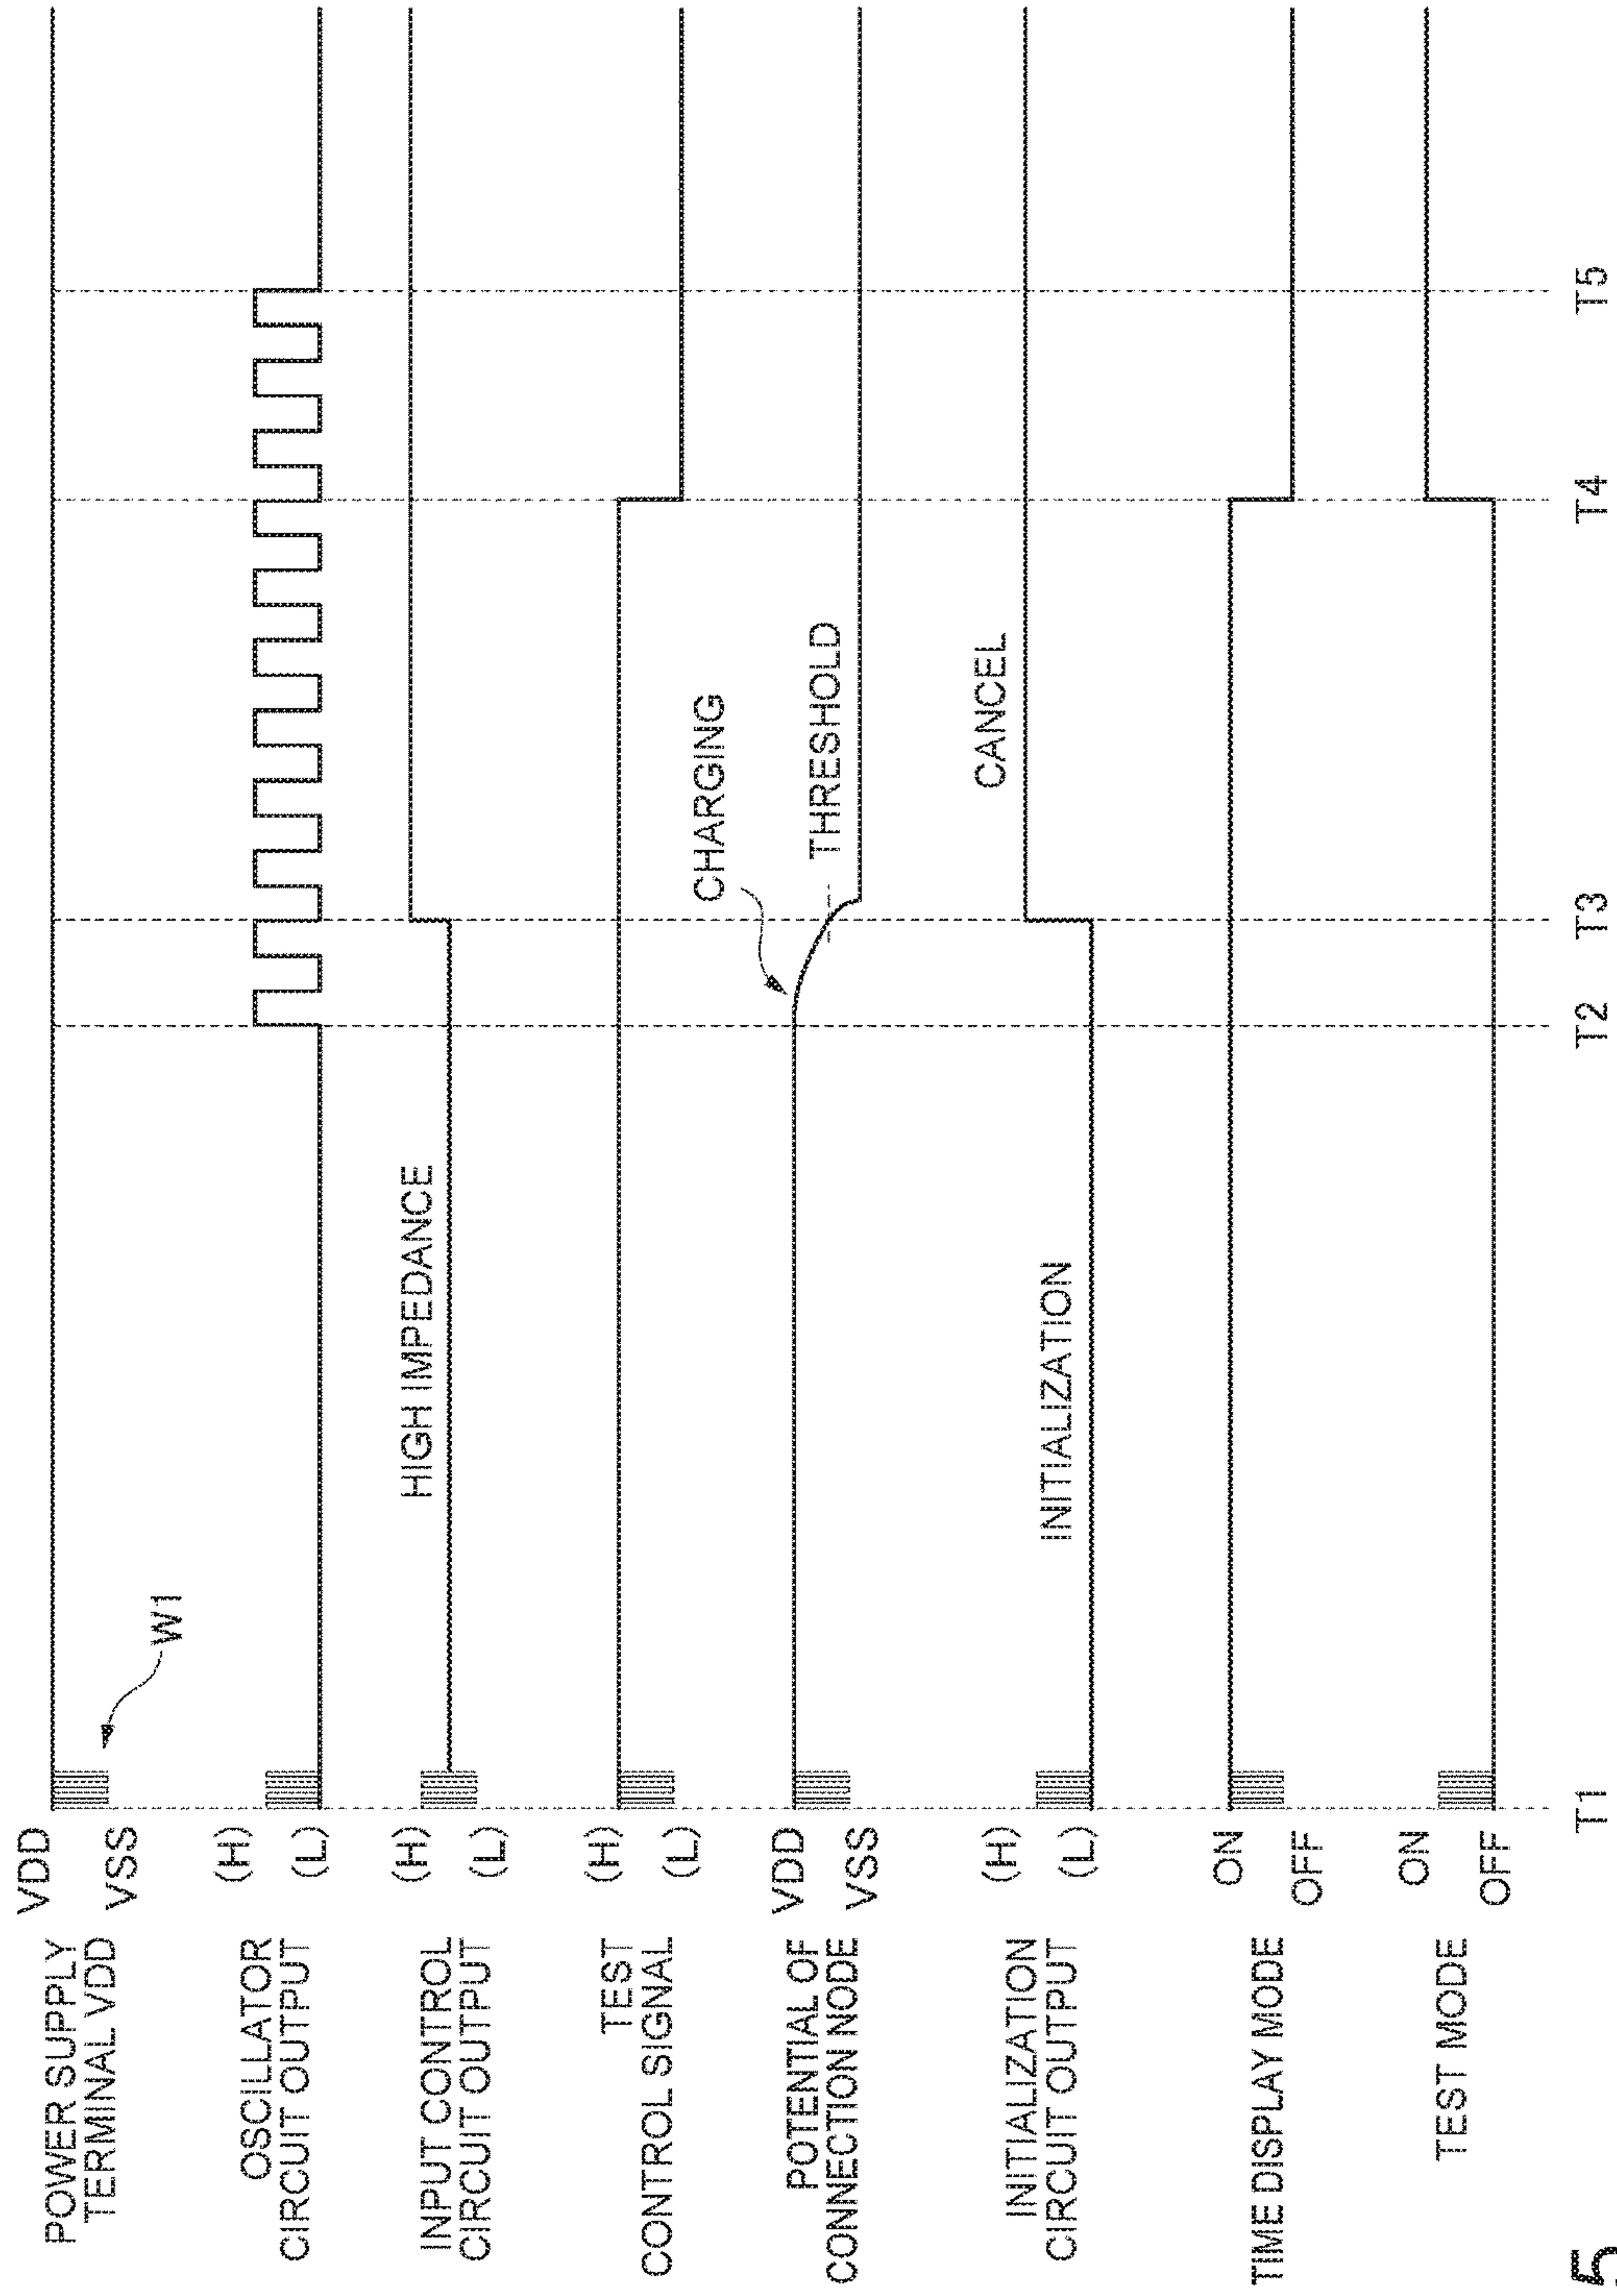 POWER SUPPLY
TERMINAL VDD
VDD
VSS
W1
OSCILLATOR
CIRCUIT OUTPUT
(H)
(L)
INPUT CONTROL
CIRCUIT OUTPUT
(H)
(L)
HIGH IMPEDANCE
TEST
CONTROL SIGNAL
(H)
(L)
POTENTIAL OF
CONNECTION NODE
VDD
VSS
CHARGING
THRESHOLD
INITIALIZATION
CIRCUIT OUTPUT
(H)
(L)
INITIALIZATION
CANCEL
TIME DISPLAY MODE
ON
OFF
TEST MODE
ON
OFF
T1
T2
T3
T4
T5
5